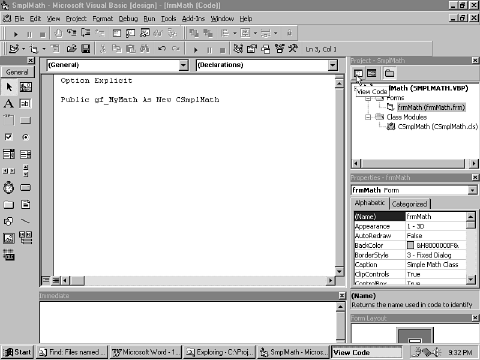 SmplMath - Microsoft Visual Basic [design] - [frmMath (Code)]
File Edit View Project Format Debug Run Tools Add-Ins Window Help
Ln 3, Col 1
General
(General)
(Declarations)
Option Explicit
Public gf_MyMath As New CSmplMath
Immediate
Project - SmplMath
SmplMath (SMPLMATH.VBP)
View Code
Forms
frmMath (frmMath.frm)
Class Modules
CSmplMath (CSmplMath.cls)
Properties - frmMath
frmMath Form
Alphabetic Categorized
(Name) frmMath
Appearance 1 - 3D
AutoRedraw False
BackColor &H8000000F&
BorderStyle 3 - Fixed Dialog
Caption Simple Math Class
ClipControls True
ControlBox True
(Name)
Returns the name used in code to identify
Form Layout
Start
Find: Files named ...
Microsoft Word - 1...
Exploring - C:\Proj...
SmplMath - Micros...
View Code
9:32 PM